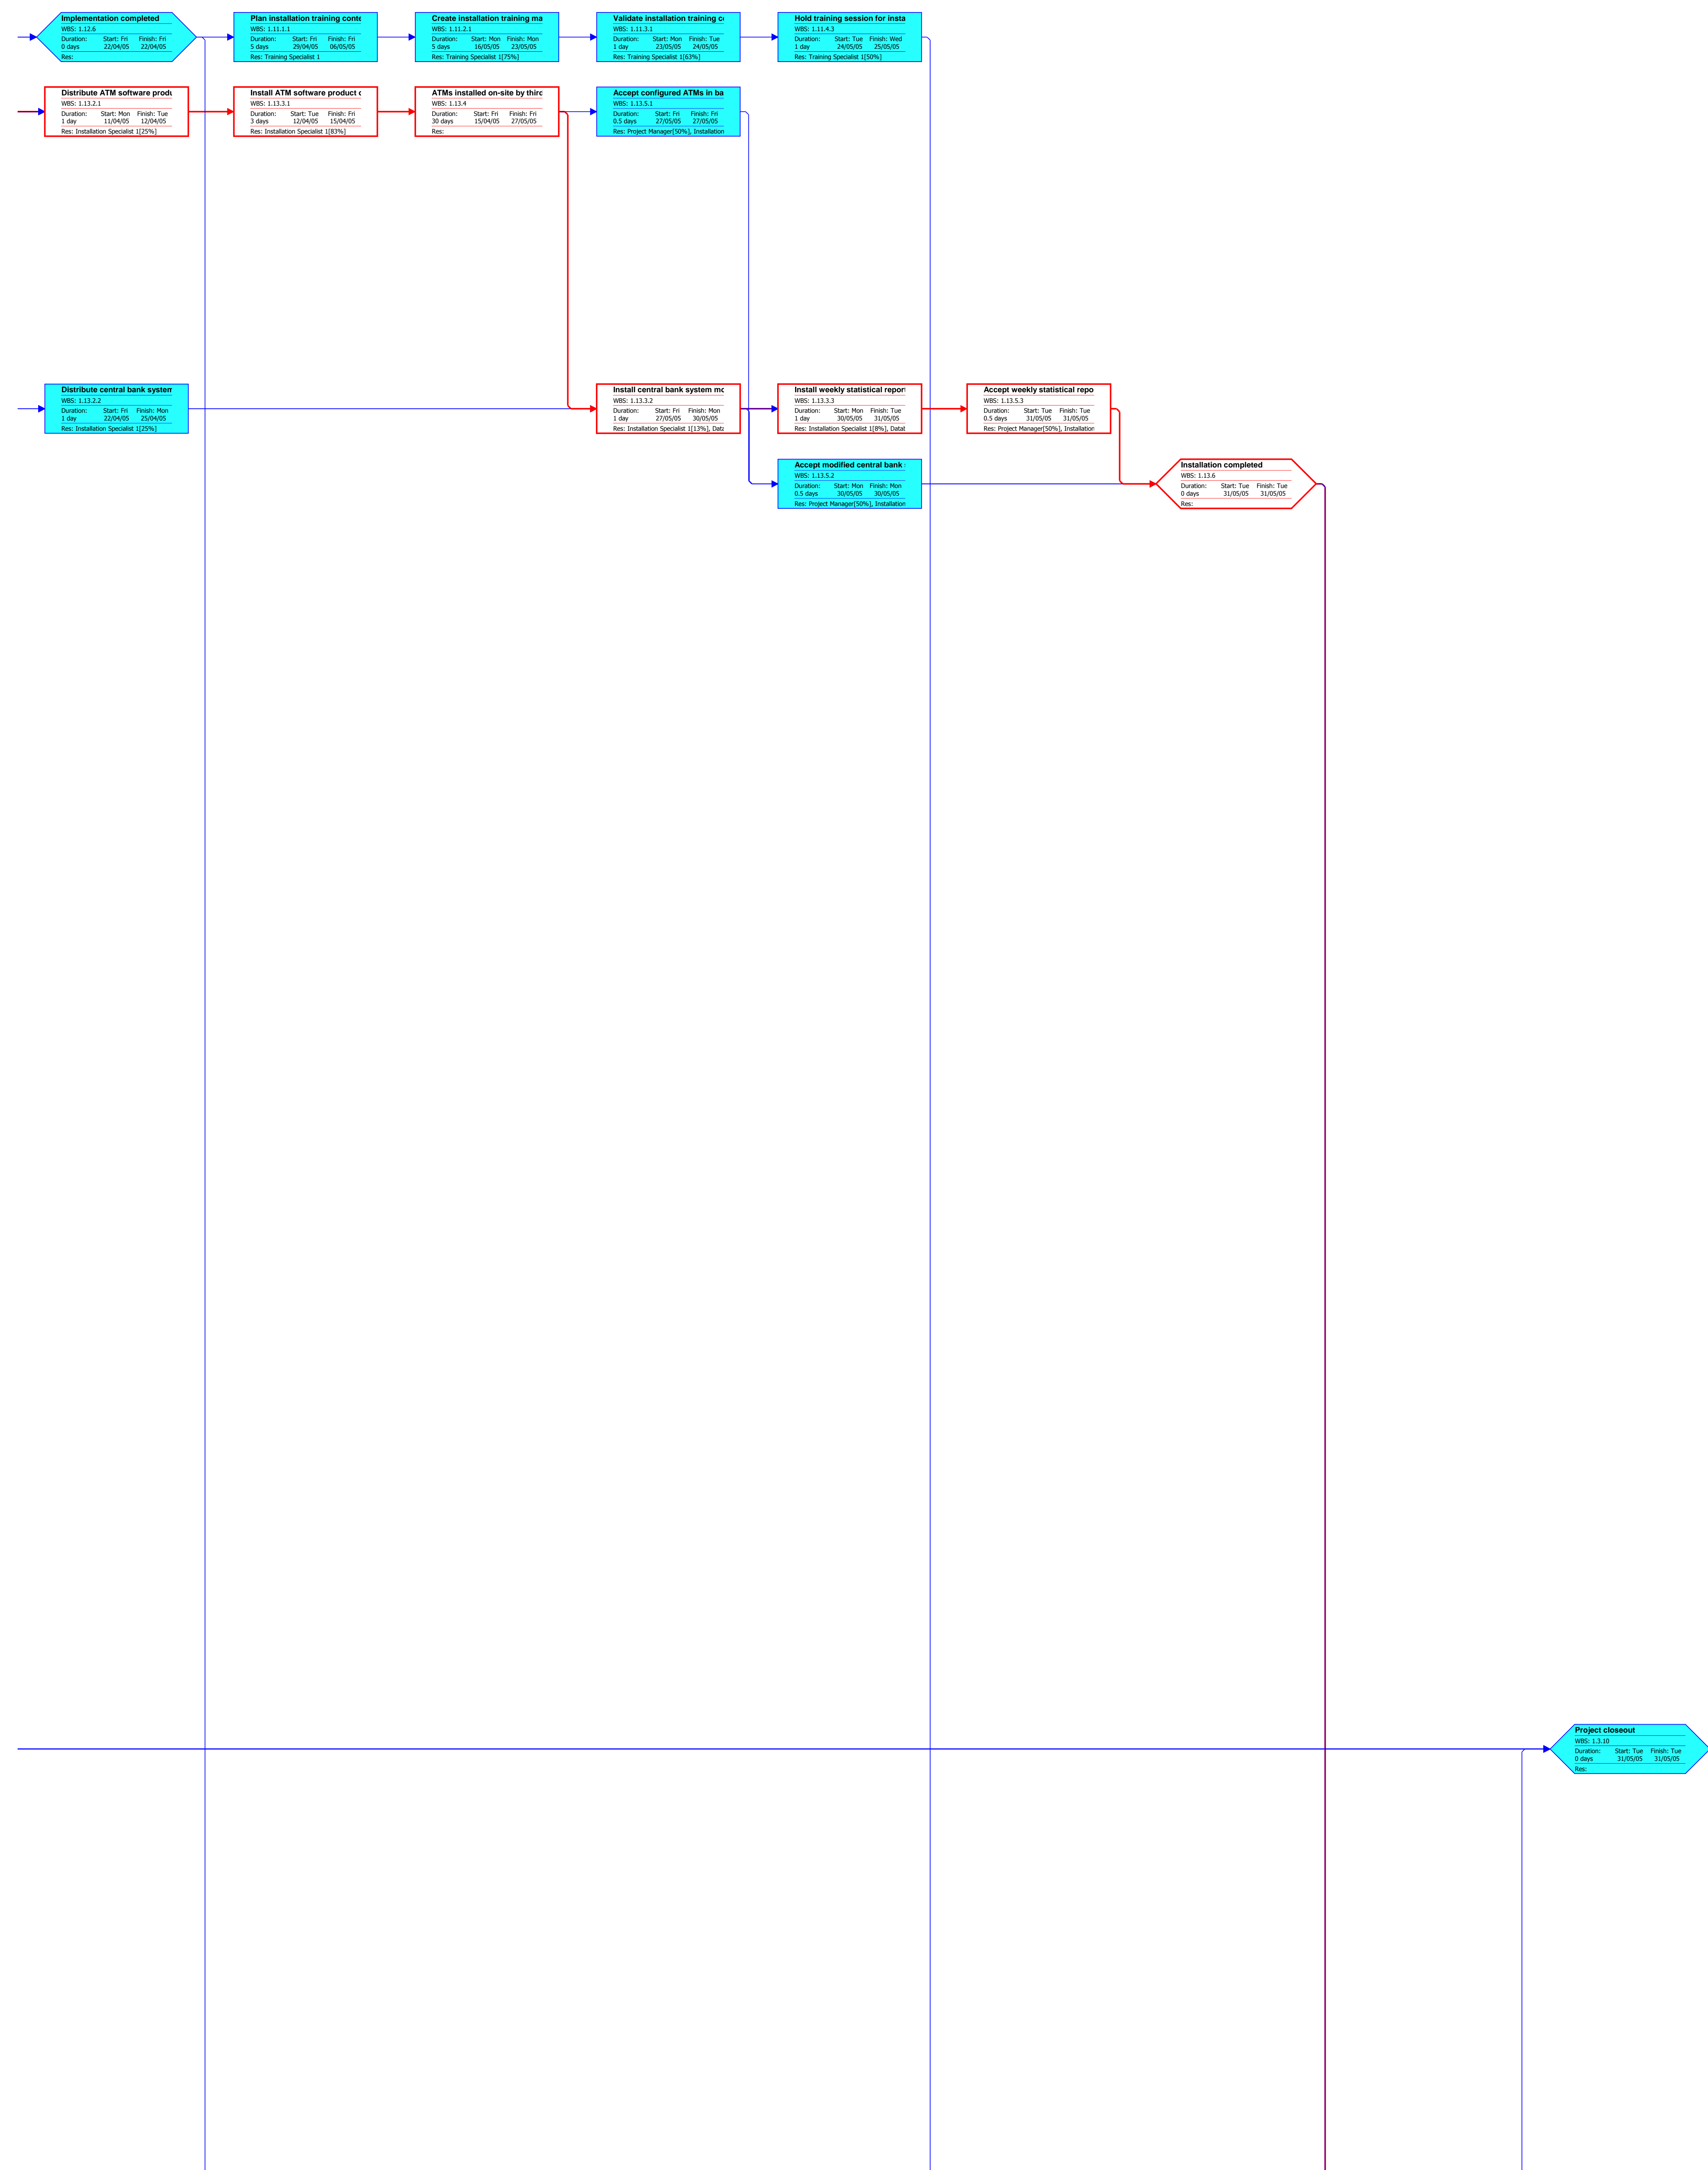 Implementation completed
WBS: 1.12.6
Duration: Start: Fri Finish: Fri
0 days 22/04/05 22/04/05
Res:
Plan installation training conte
WBS: 1.11.1.1
Duration: Start: Fri Finish: Fri
5 days 29/04/05 06/05/05
Res: Training Specialist 1
Create installation training ma
WBS: 1.11.2.1
Duration: Start: Mon Finish: Mon
5 days 16/05/05 23/05/05
Res: Training Specialist 1[75%]
Validate installation training c
WBS: 1.11.3.1
Duration: Start: Mon Finish: Tue
1 day 23/05/05 24/05/05
Res: Training Specialist 1[63%]
Hold training session for insta
WBS: 1.11.4.3
Duration: Start: Tue Finish: Wed
1 day 24/05/05 25/05/05
Res: Training Specialist 1[50%]
Distribute ATM software produ
WBS: 1.13.2.1
Duration: Start: Mon Finish: Tue
1 day 11/04/05 12/04/05
Res: Installation Specialist 1[25%]
Install ATM software product c
WBS: 1.13.3.1
Duration: Start: Tue Finish: Fri
3 days 12/04/05 15/04/05
Res: Installation Specialist 1[83%]
ATMs installed on-site by thirc
WBS: 1.13.4
Duration: Start: Fri Finish: Fri
30 days 15/04/05 27/05/05
Res:
Accept configured ATMs in ba
WBS: 1.13.5.1
Duration: Start: Fri Finish: Fri
0.5 days 27/05/05 27/05/05
Res: Project Manager[50%], Installation
Distribute central bank system
WBS: 1.13.2.2
Duration: Start: Fri Finish: Mon
1 day 22/04/05 25/04/05
Res: Installation Specialist 1[25%]
Install central bank system mo
WBS: 1.13.3.2
Duration: Start: Fri Finish: Mon
1 day 27/05/05 30/05/05
Res: Installation Specialist 1[13%], Data
Install weekly statistical report
WBS: 1.13.3.3
Duration: Start: Mon Finish: Tue
1 day 30/05/05 31/05/05
Res: Installation Specialist 1[8%], Datab
Accept weekly statistical repo
WBS: 1.13.5.3
Duration: Start: Tue Finish: Tue
0.5 days 31/05/05 31/05/05
Res: Project Manager[50%], Installation
Accept modified central bank
WBS: 1.13.5.2
Duration: Start: Mon Finish: Mon
0.5 days 30/05/05 30/05/05
Res: Project Manager[50%], Installation
Installation completed
WBS: 1.13.6
Duration: Start: Tue Finish: Tue
0 days 31/05/05 31/05/05
Res:
Project closeout
WBS: 1.3.10
Duration: Start: Tue Finish: Tue
0 days 31/05/05 31/05/05
Res: